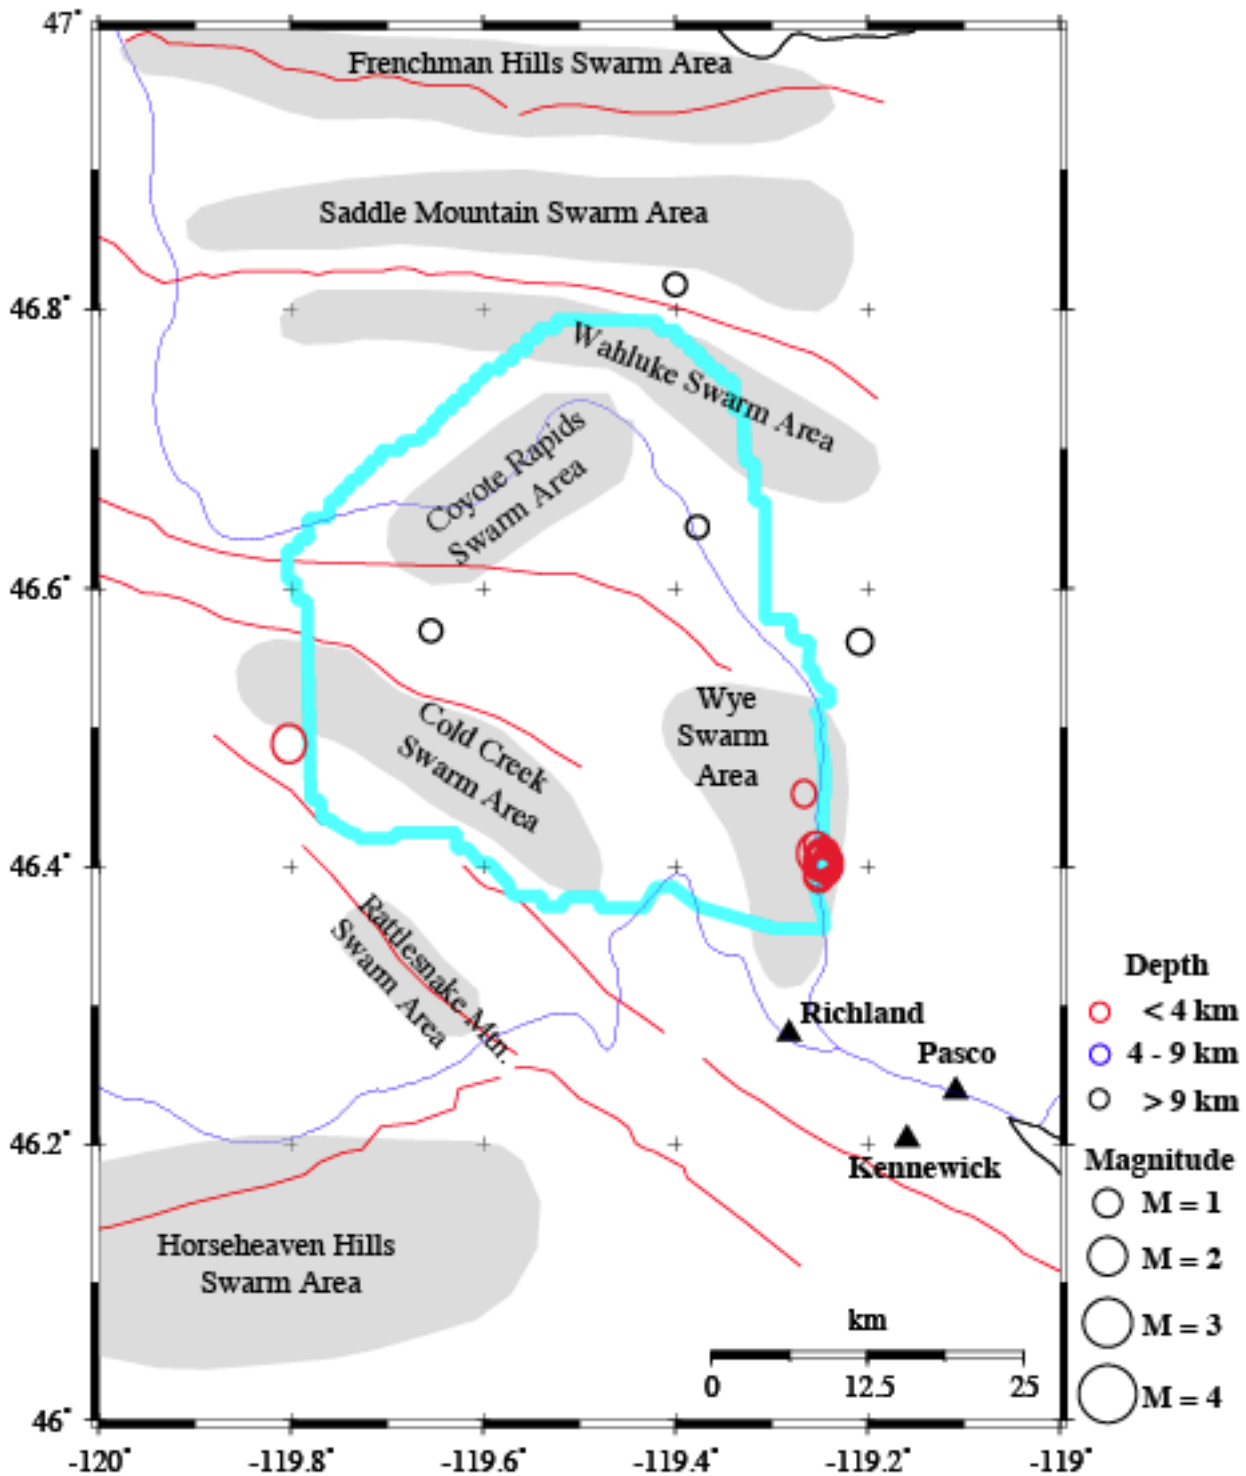 47°
Frenchman Hills Swarm Area
Saddle Mountain Swarm Area
46.8°
Wahluke Swarm Area
Coyote Rapids
Swarm Area
46.6°
Wye
Swarm
Area
Cold Creek
Swarm Area
46.4°
Rattlesnake Mtn.
Swarm Area
Depth
< 4 km
4 - 9 km
> 9 km
Richland
Pasco
Kennewick
46.2°
Magnitude
M = 1
M = 2
M = 3
M = 4
Horseheaven Hills
Swarm Area
km
0 12.5 25
46°
-120° -119.8° -119.6° -119.4° -119.2° -119°